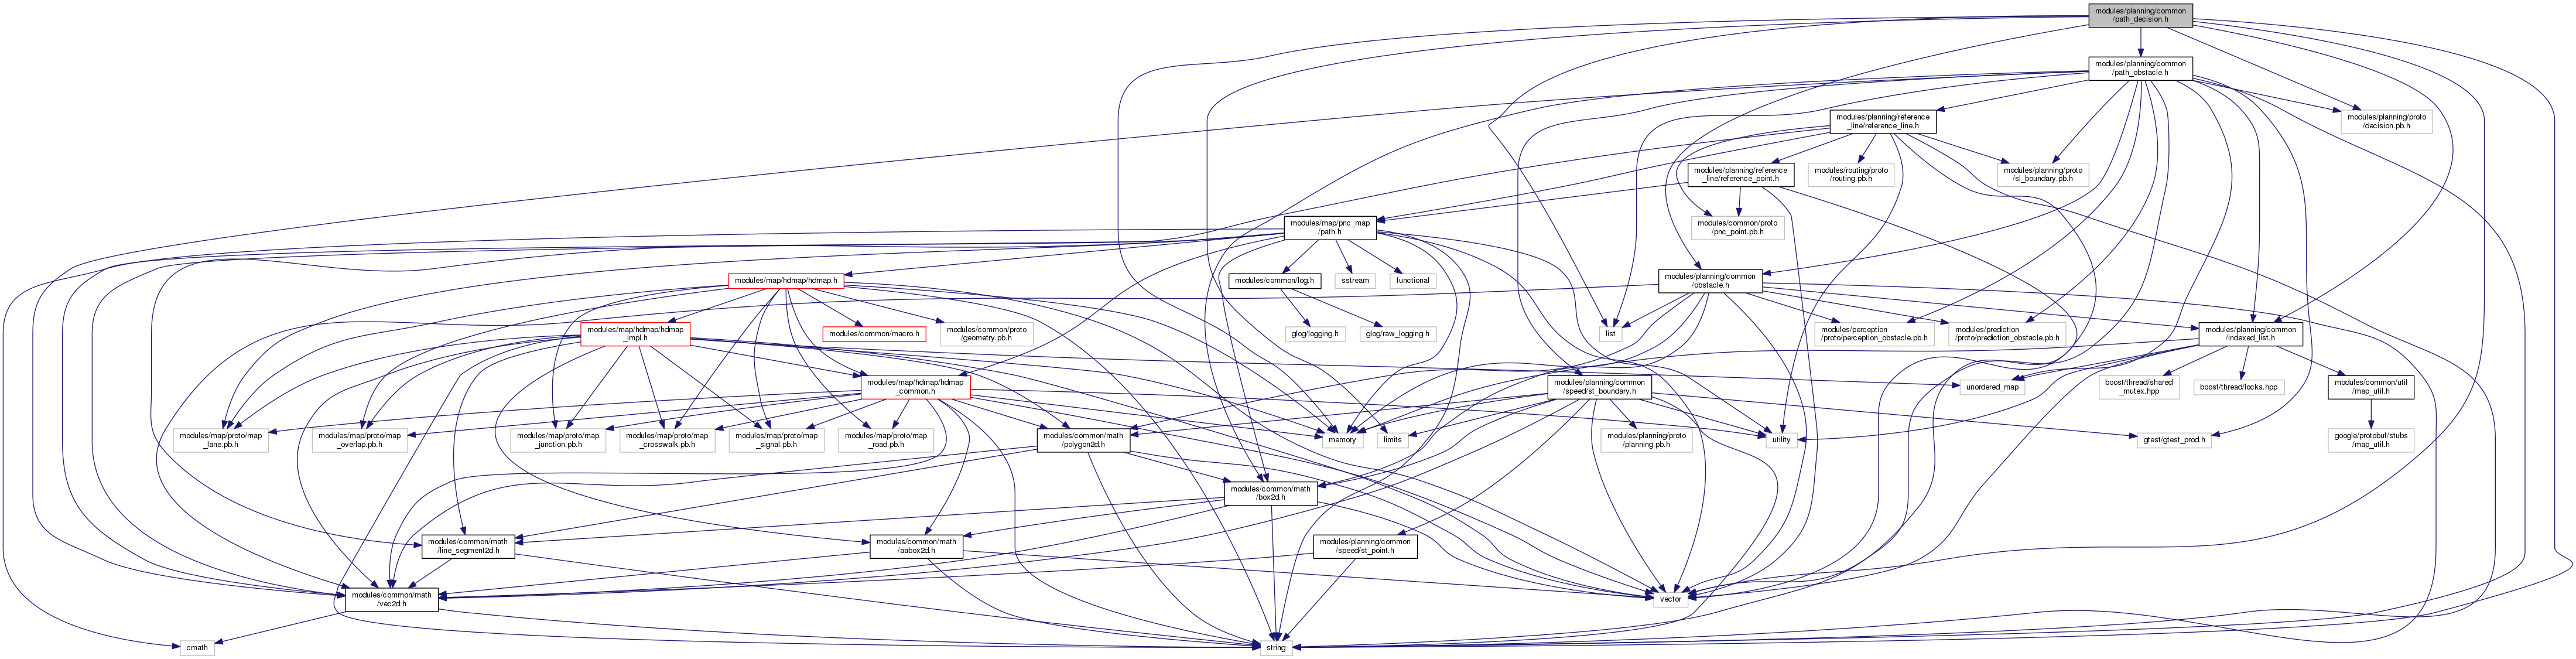 modules/planning/common
/path_decision.h
modules/planning/common
/path_obstacle.h
modules/planning/reference
_line/reference_line.h
modules/planning/proto
/decision.pb.h
modules/planning/reference
_line/reference_point.h
modules/routing/proto
/routing.pb.h
modules/planning/proto
/sl_boundary.pb.h
modules/map/pnc_map
/path.h
modules/common/proto
/pnc_point.pb.h
modules/map/hdmap/hdmap.h
modules/common/log.h
sstream
functional
modules/planning/common
/obstacle.h
modules/map/hdmap/hdmap
_impl.h
modules/common/macro.h
modules/common/proto
/geometry.pb.h
glog/logging.h
glog/raw_logging.h
list
modules/perception
/proto/perception_obstacle.pb.h
modules/prediction
/proto/prediction_obstacle.pb.h
modules/planning/common
/indexed_list.h
modules/map/hdmap/hdmap
_common.h
modules/planning/common
/speed/st_boundary.h
unordered_map
boost/thread/shared
_mutex.hpp
boost/thread/locks.hpp
modules/common/util
/map_util.h
modules/map/proto/map
_lane.pb.h
modules/map/proto/map
_overlap.pb.h
modules/map/proto/map
_junction.pb.h
modules/map/proto/map
_crosswalk.pb.h
modules/map/proto/map
_signal.pb.h
modules/map/proto/map
_road.pb.h
modules/common/math
/polygon2d.h
memory
limits
modules/planning/proto
/planning.pb.h
utility
gtest/gtest_prod.h
google/protobuf/stubs
/map_util.h
modules/common/math
/box2d.h
modules/common/math
/line_segment2d.h
modules/common/math
/aabox2d.h
modules/planning/common
/speed/st_point.h
modules/common/math
/vec2d.h
vector
cmath
string